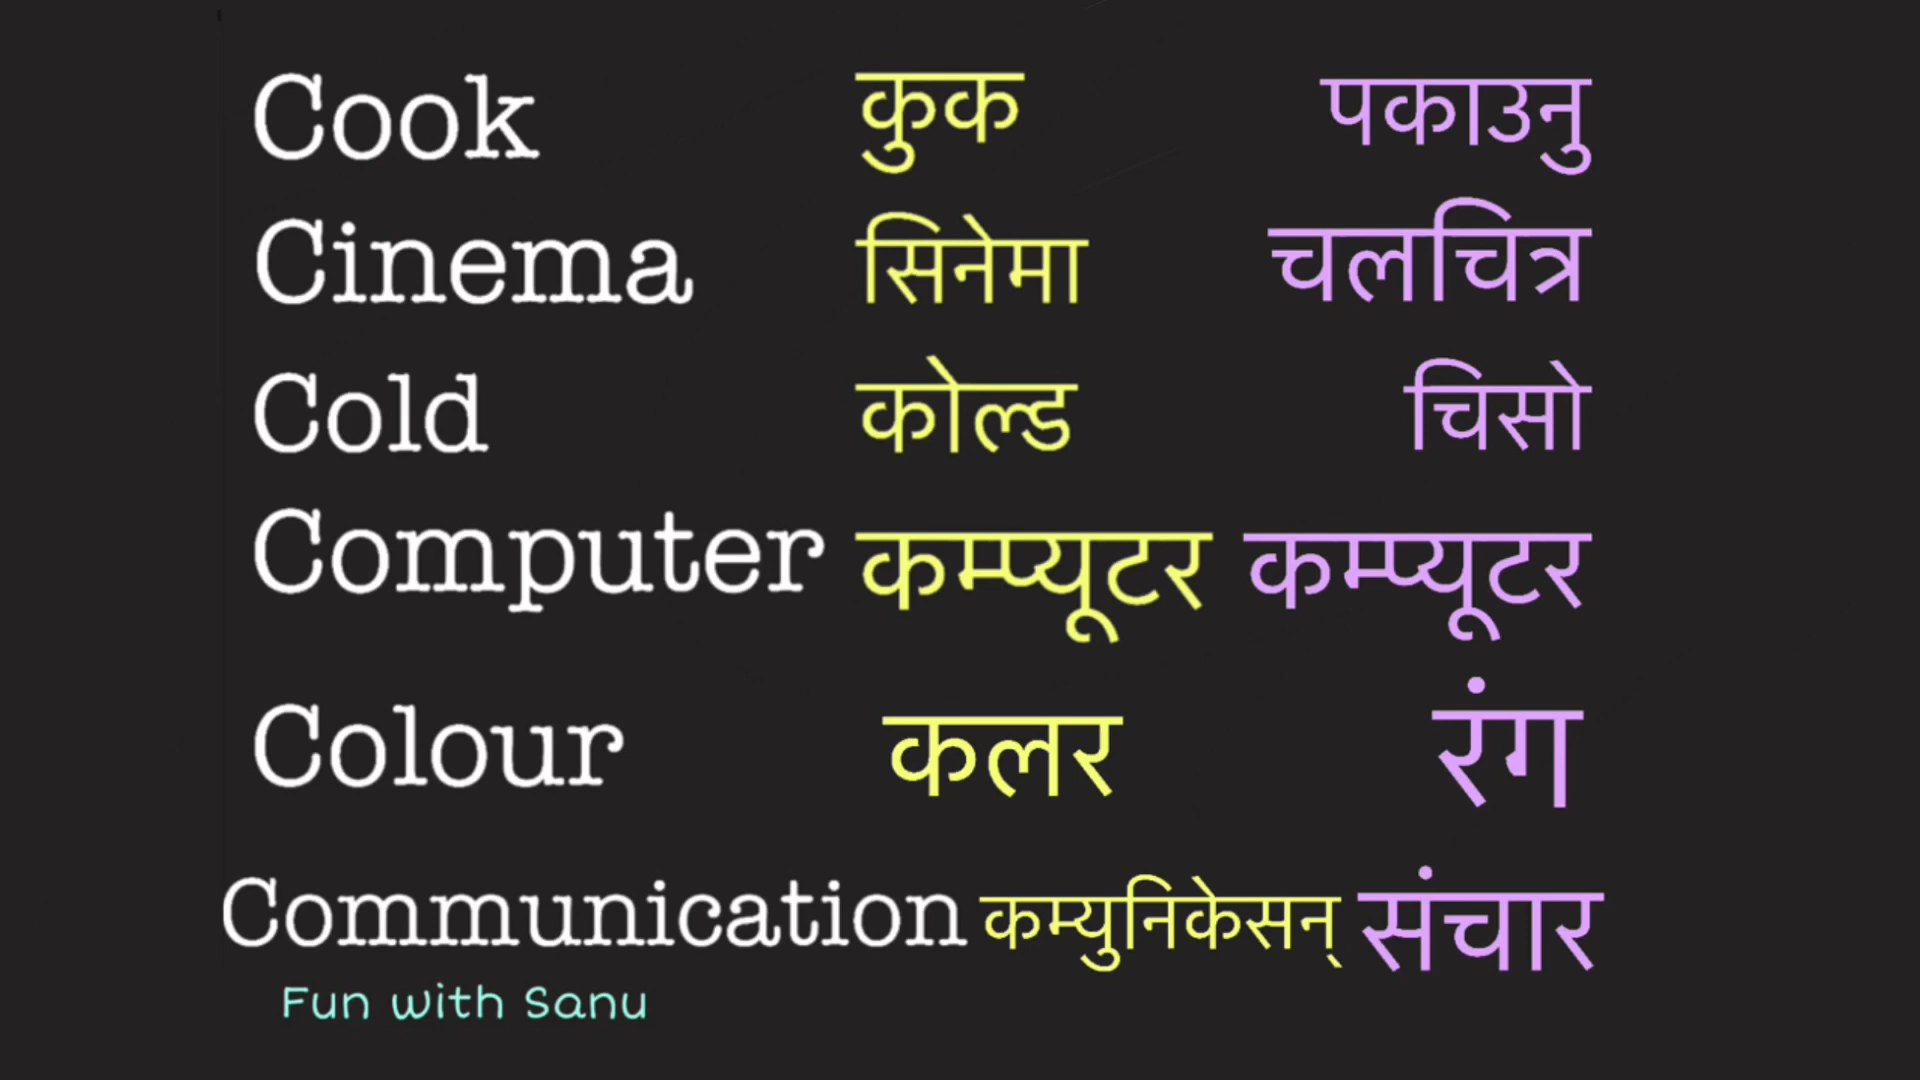 Cook कुक पकाउनु
Cinema सिनेमा चलचित्र
Cold कोल्ड चिसो
Computer कम्प्यूटर कम्प्यूटर
Colour कलर रंग
Communication कम्युनिकेसन् संचार
Fun with Sanu